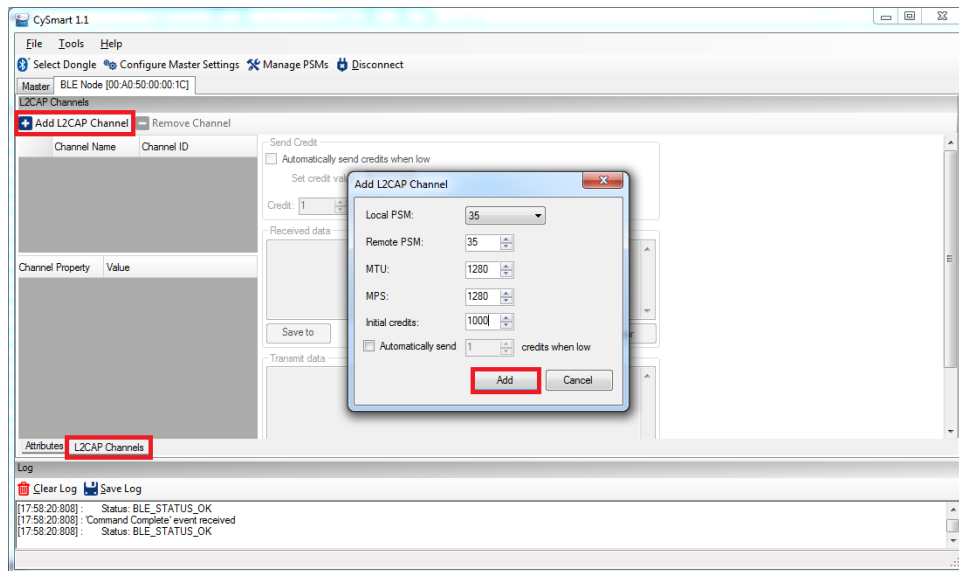 CySmart 1.1
File Tools Help
Select Dongle Configure Master Settings Manage PSMs Disconnect
Master BLE Node [00:A0:50:00:00:1C]
L2CAP Channels
Add L2CAP Channel Remove Channel
Channel Name Channel ID
Send Credit
Automatically send credits when low
Set credit val
Credit: 1
Received data
Channel Property Value
Save to
r
Transmit data
Add L2CAP Channel
Local PSM: 35
Remote PSM: 35
MTU: 1280
MPS: 1280
Initial credits: 1000
Automatically send 1 credits when low
Add Cancel
Attributes L2CAP Channels
Log
Clear Log Save Log
[17:58:20:808] : Status: BLE_STATUS_OK
[17:58:20:808] : 'Command Complete' event received
[17:58:20:808] : Status: BLE_STATUS_OK